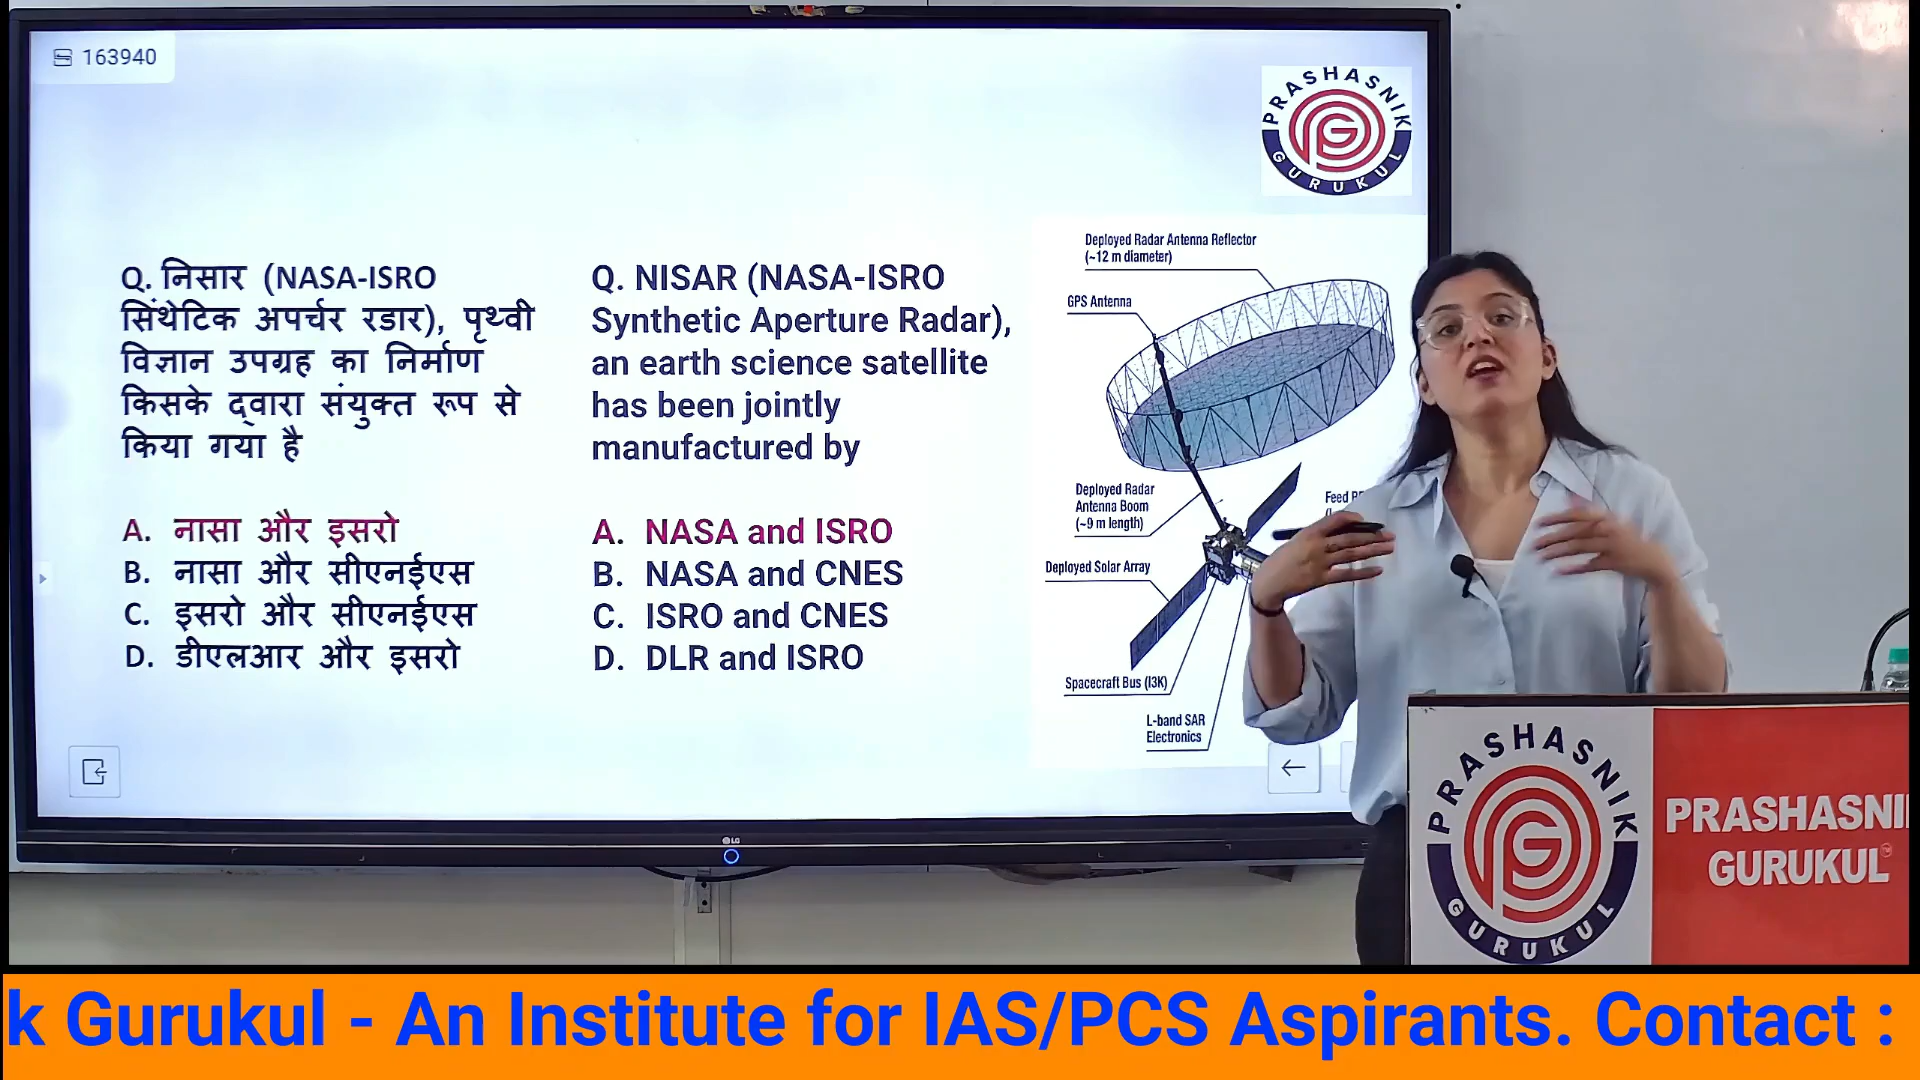 163940
PRASHASNIK
GURUKUL
Q. निसार (NASA-ISRO
सिंथेटिक अपर्चर रडार), पृथ्वी
विज्ञान उपग्रह का निर्माण
किसके द्वारा संयुक्त रूप से
किया गया है
A. नासा और इसरो
B. नासा और सीएनईएस
C. इसरो और सीएनईएस
D. डीएलआर और इसरो
Q. NISAR (NASA-ISRO
Synthetic Aperture Radar),
an earth science satellite
has been jointly
manufactured by
A. NASA and ISRO
B. NASA and CNES
C. ISRO and CNES
D. DLR and ISRO
Deployed Radar Antenna Reflector
(~12 m diameter)
GPS Antenna
Deployed Radar
Antenna Boom
(~9 m length)
Feed
Deployed Solar Array
Spacecraft Bus (I3K)
L-band SAR
Electronics
LG
PRASHASNIK
GURUKUL
PRASHASNI
GURUKUL
k Gurukul - An Institute for IAS/PCS Aspirants. Contact :